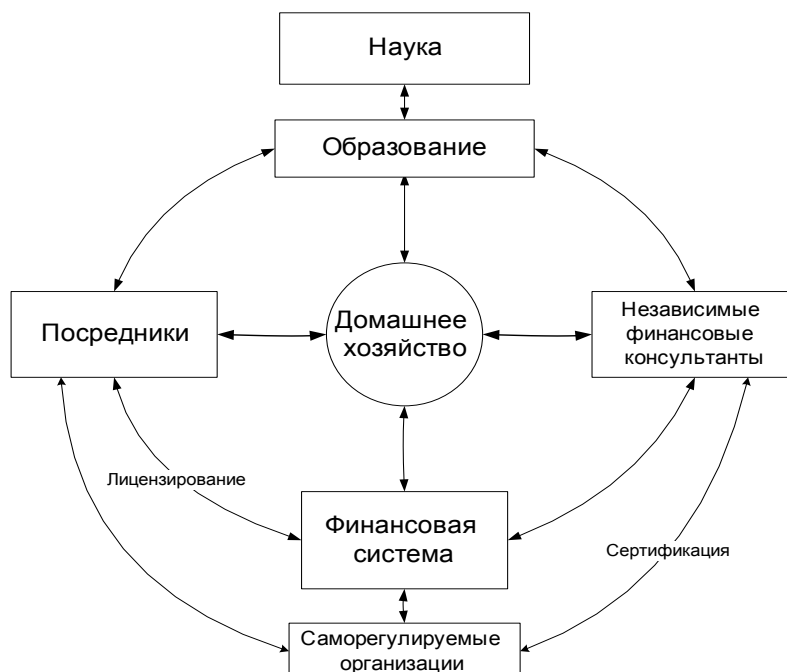 Наука
Образование
Посредники
Домашнее
хозяйство
Независимые
финансовые
консультанты
Лицензирование
Финансовая
система
Сертификация
Саморегулируемые
организации